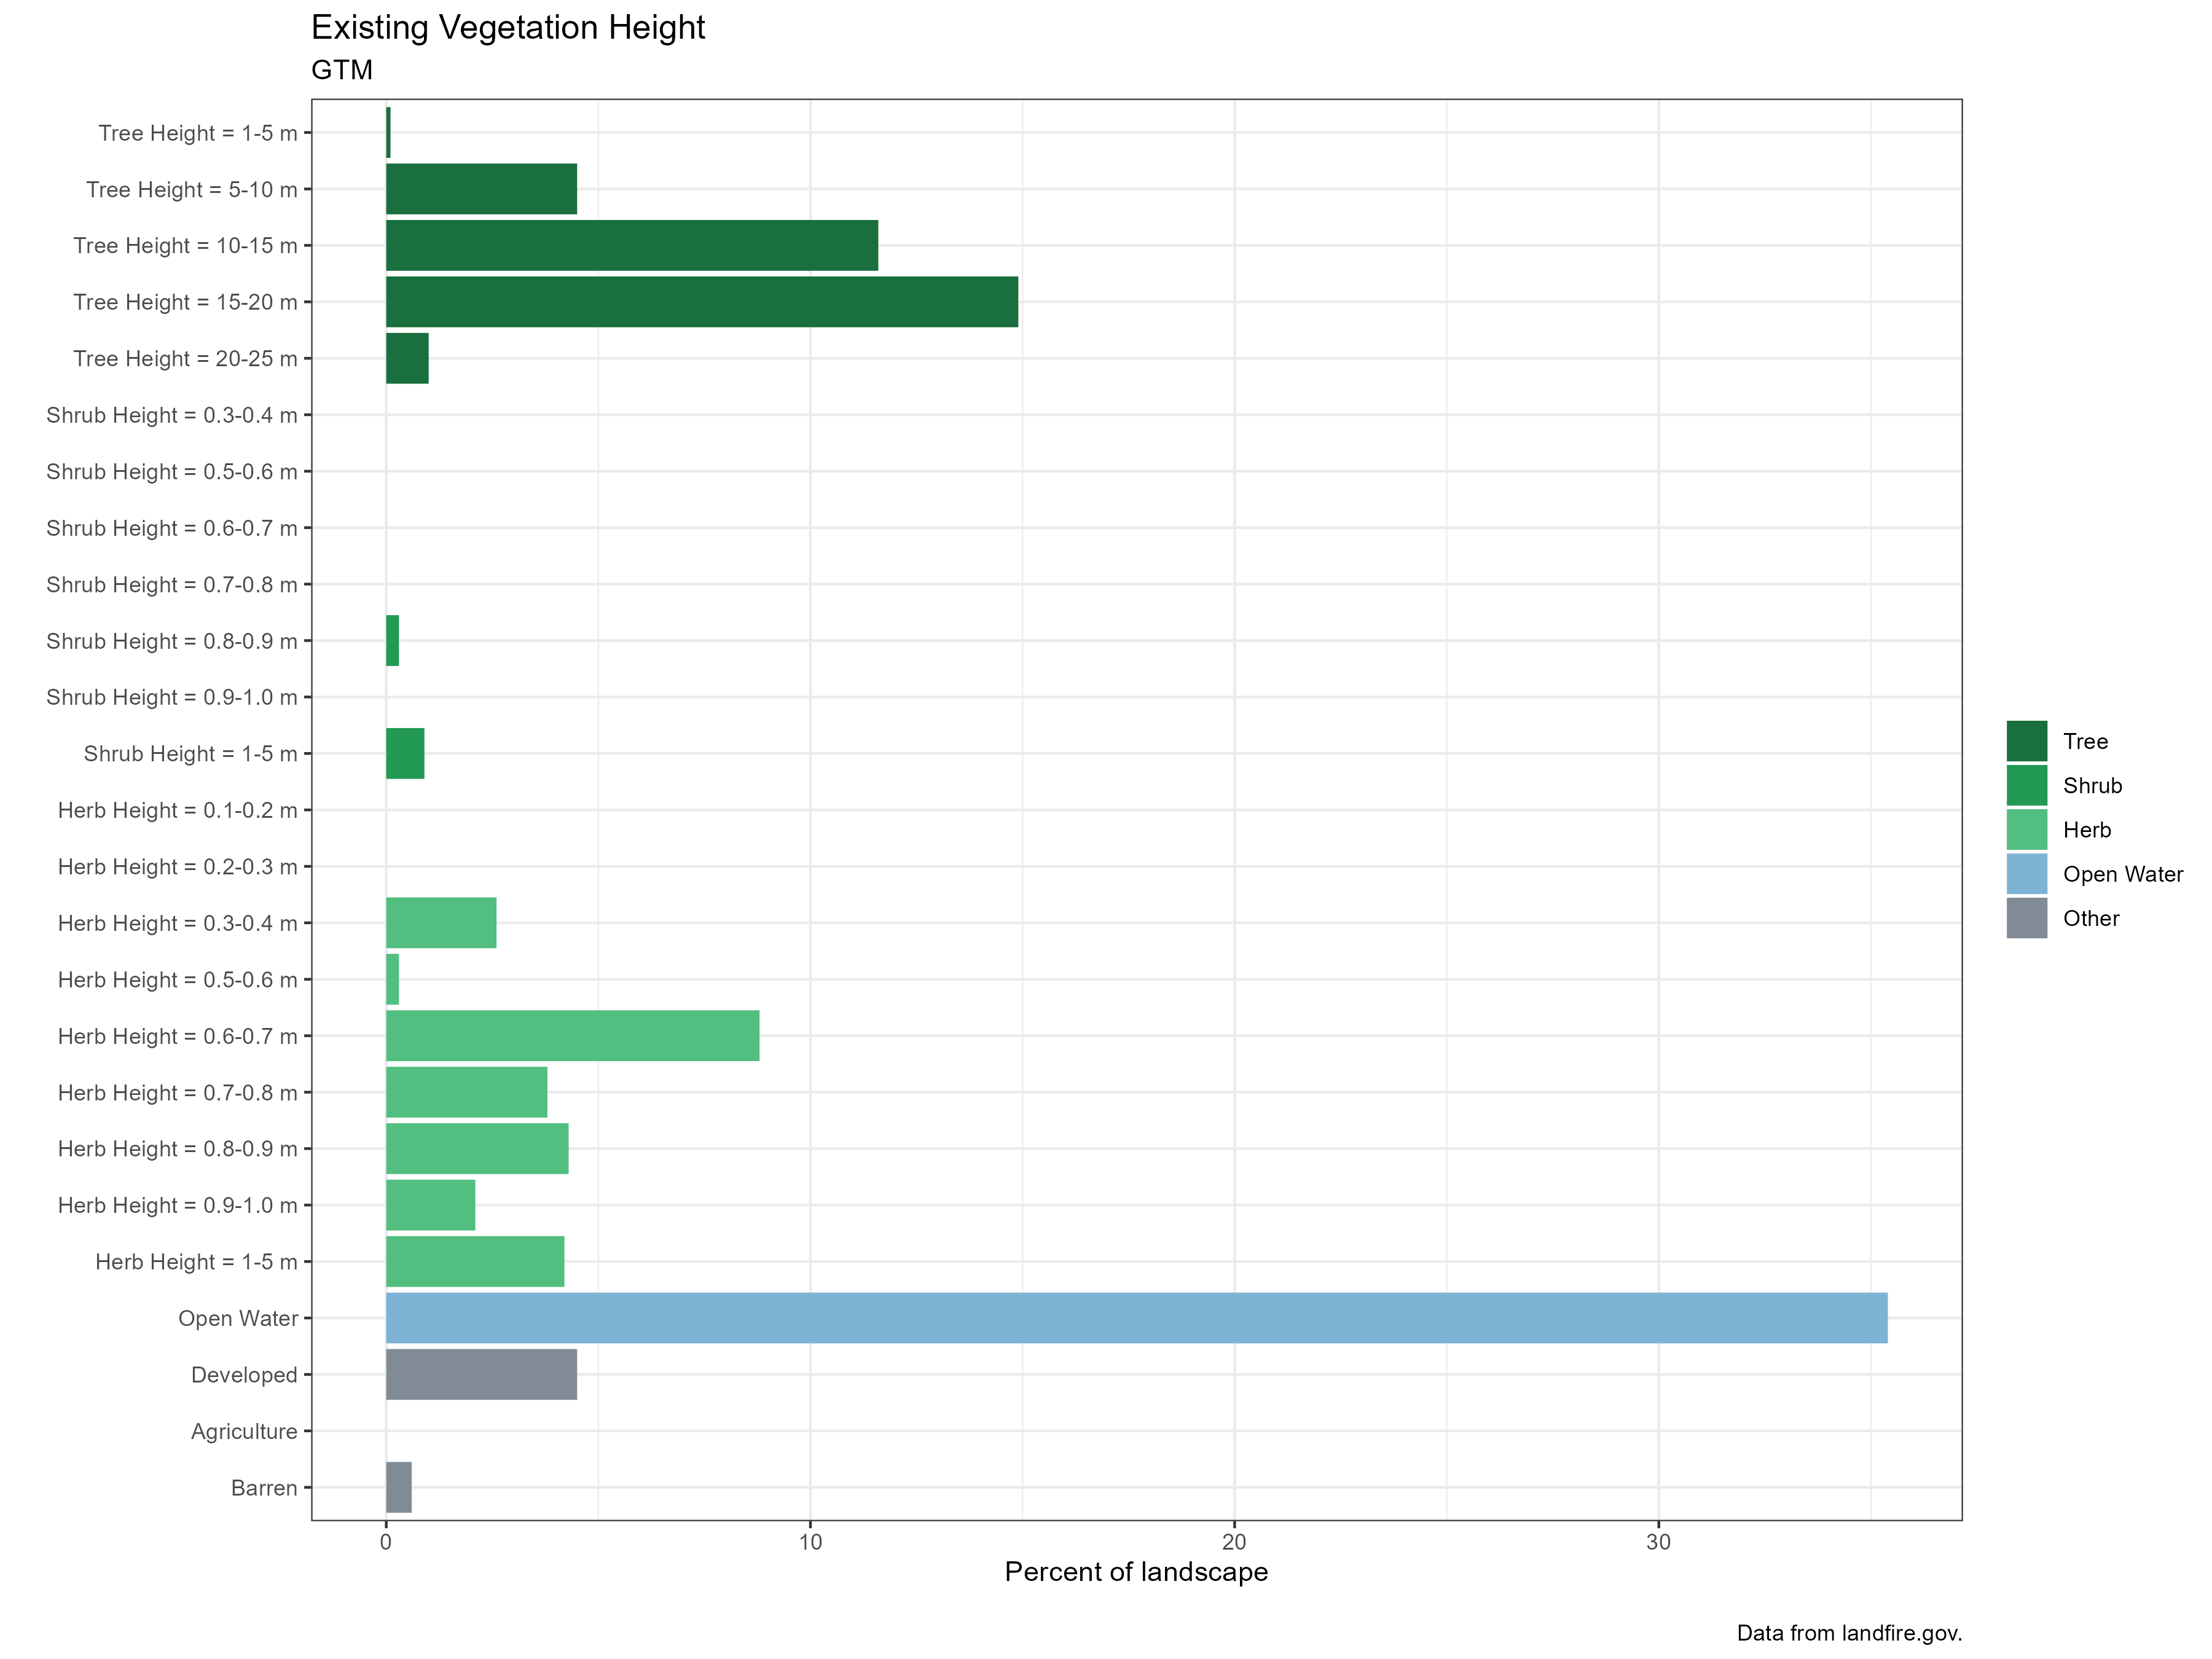 Existing Vegetation Height
GTM
Tree Height = 1-5 m
Tree Height = 5-10 m
Tree Height = 10-15 m
Tree Height = 15-20 m
Tree Height = 20-25 m
Shrub Height = 0.3-0.4 m
Shrub Height = 0.5-0.6 m
Shrub Height = 0.6-0.7 m
Shrub Height = 0.7-0.8 m
Shrub Height = 0.8-0.9 m
Shrub Height = 0.9-1.0 m
Shrub Height = 1-5 m
Herb Height = 0.1-0.2 m
Herb Height = 0.2-0.3 m
Herb Height = 0.3-0.4 m
Herb Height = 0.5-0.6 m
Herb Height = 0.6-0.7 m
Herb Height = 0.7-0.8 m
Herb Height = 0.8-0.9 m
Herb Height = 0.9-1.0 m
Herb Height = 1-5 m
Open Water
Developed
Agriculture
Barren
0 10 20 30
Percent of landscape
Tree
Shrub
Herb
Open Water
Other
Data from landfire.gov.